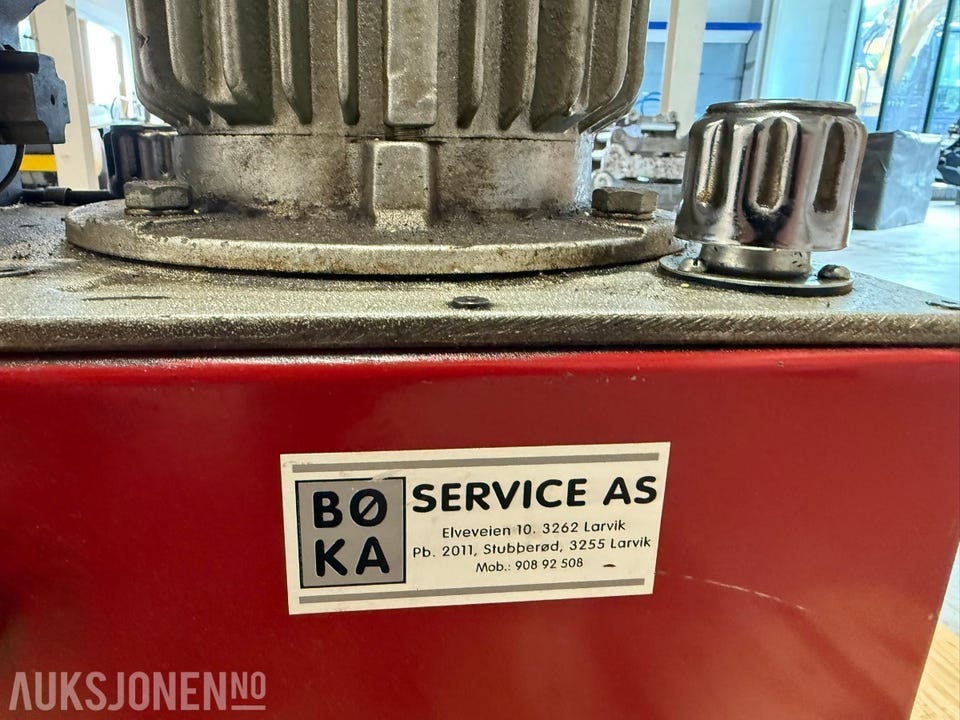 BØ
KA
SERVICE AS
Elveveien 10. 3262 Larvik
Pb. 2011, Stubberød, 3255 Larvik
Mob.: 908 92 508
AUKSJONEN NO